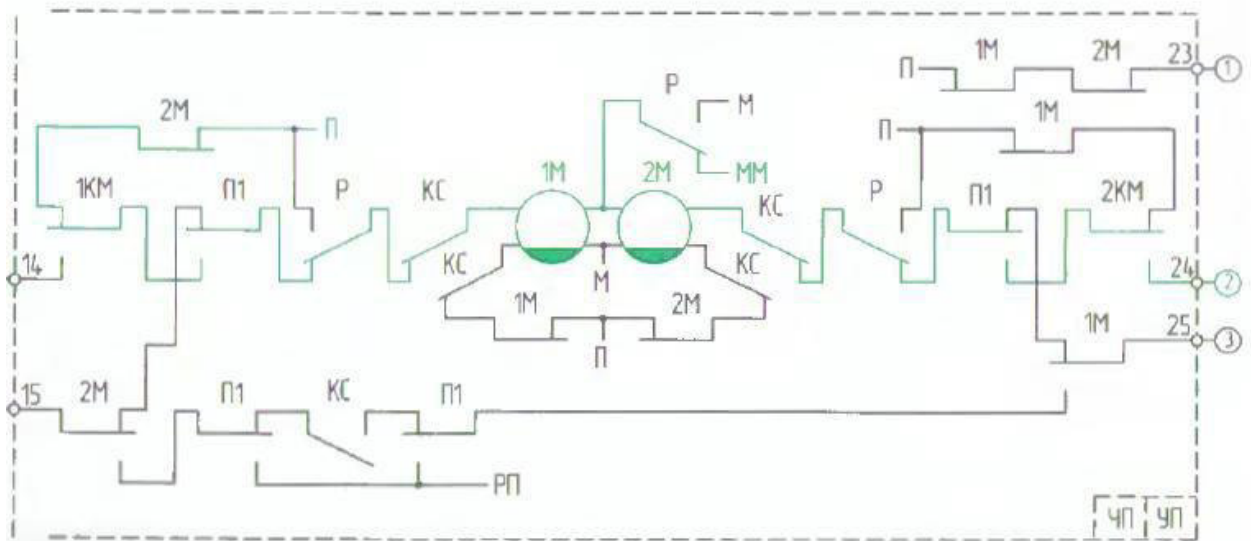 1М 2М 23 1
П
Р М
2М П П 1М
ММ
1М 2М
1КМ П1 Р КС КС Р П1 2КМ
14 КС М КС 24 2
1М 2М 1М 25 3
П
15 2М П1 КС П1
РП
ЧП УП